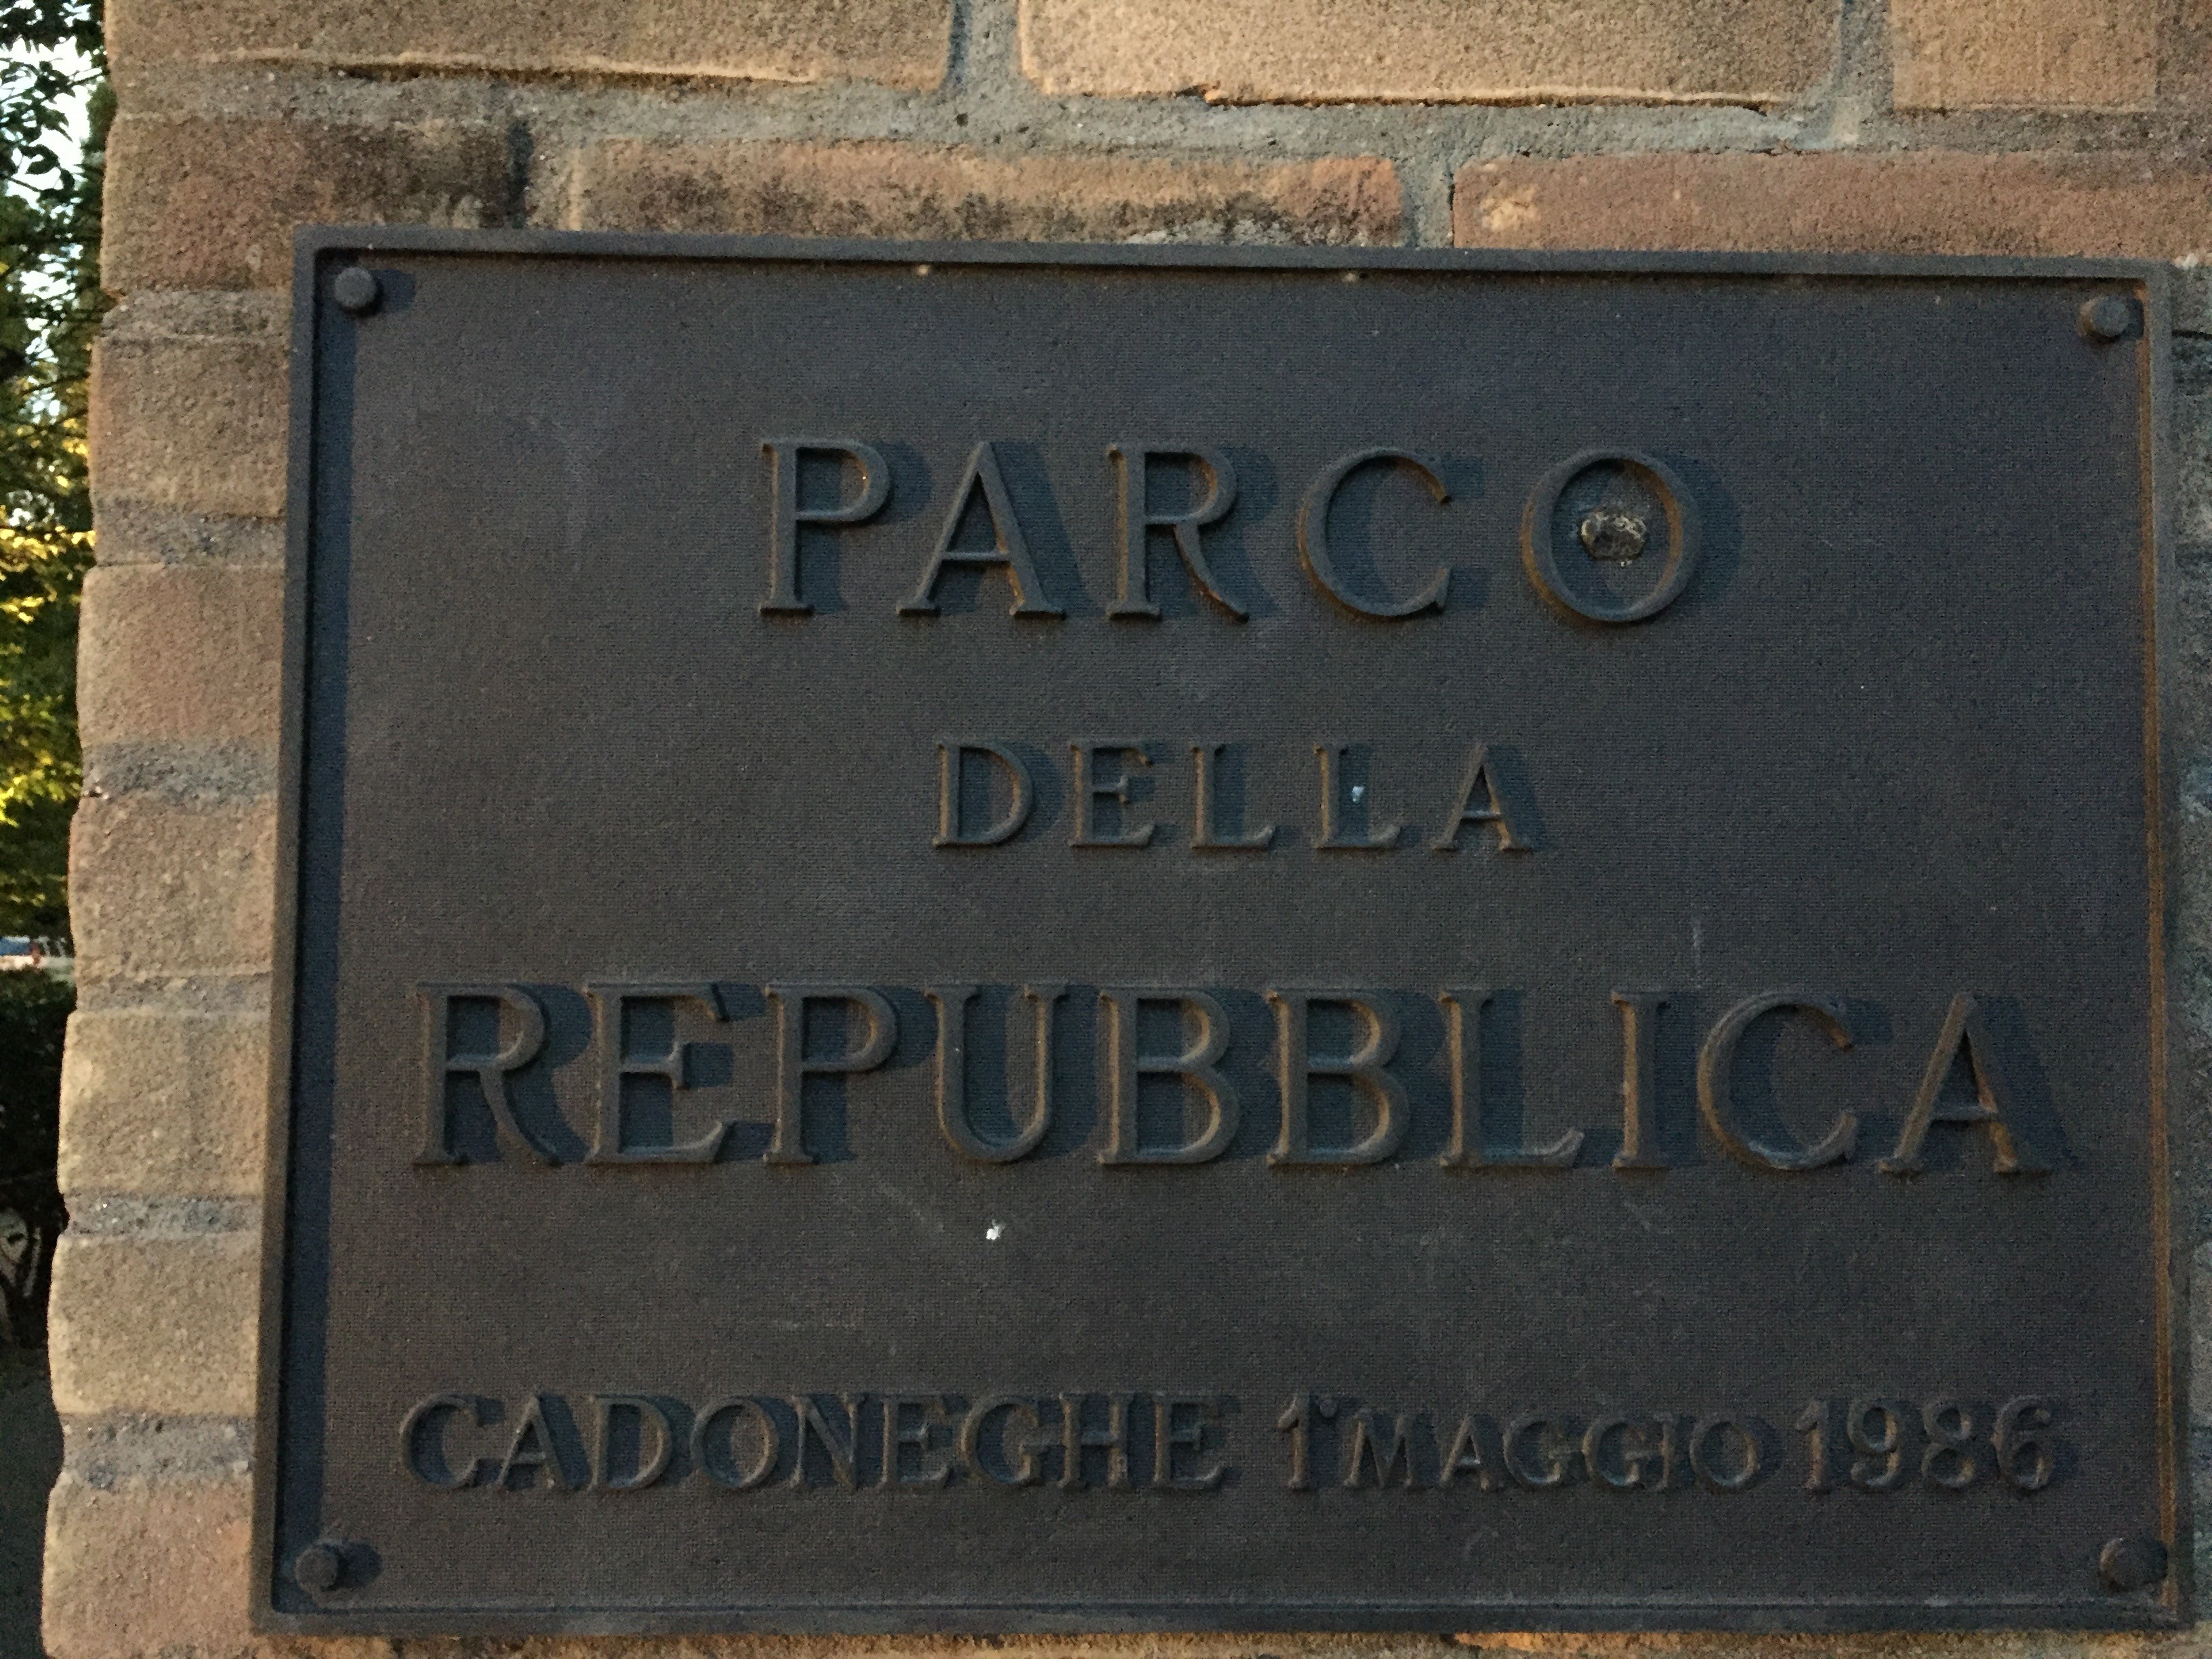 PARCO
DELLA
REPUBBLICA
CADONEGHE 1° MAGGIO 1986